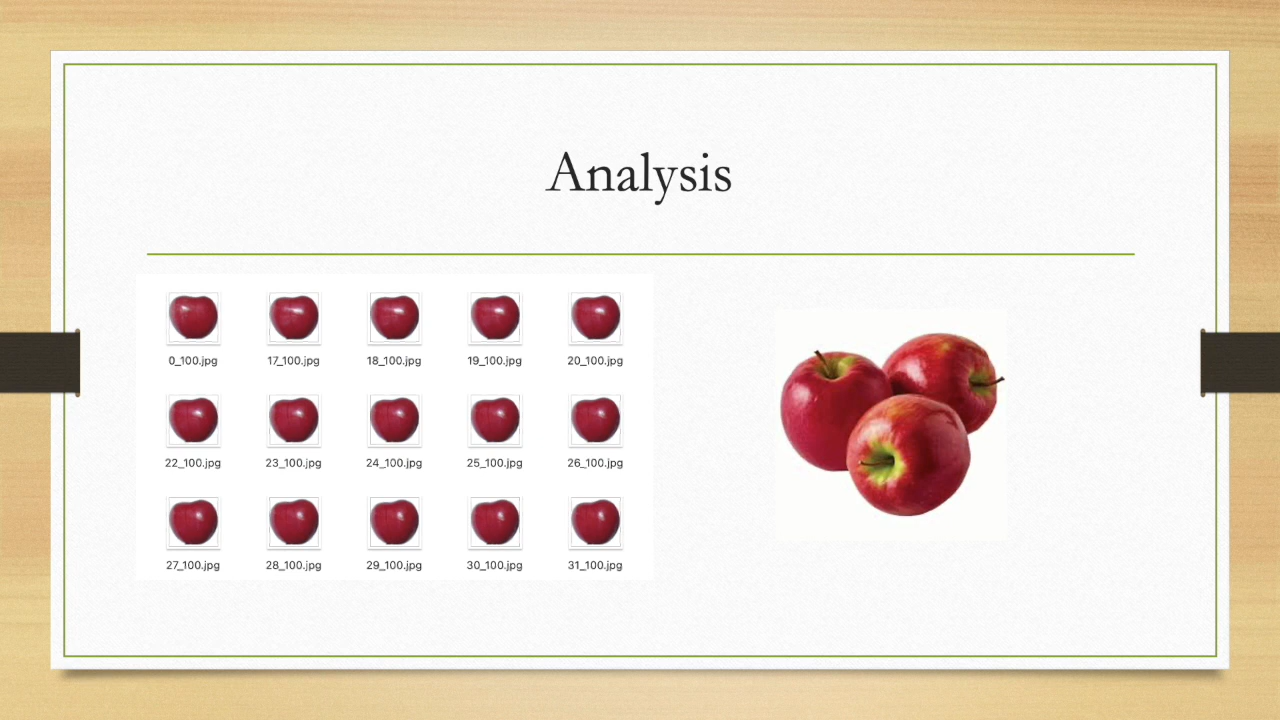 Analysis
0_100.jpg 17_100.jpg 18_100.jpg 19_100.jpg 20_100.jpg
22_100.jpg 23_100.jpg 24_100.jpg 25_100.jpg 26_100.jpg
27_100.jpg 28_100.jpg 29_100.jpg 30_100.jpg 31_100.jpg